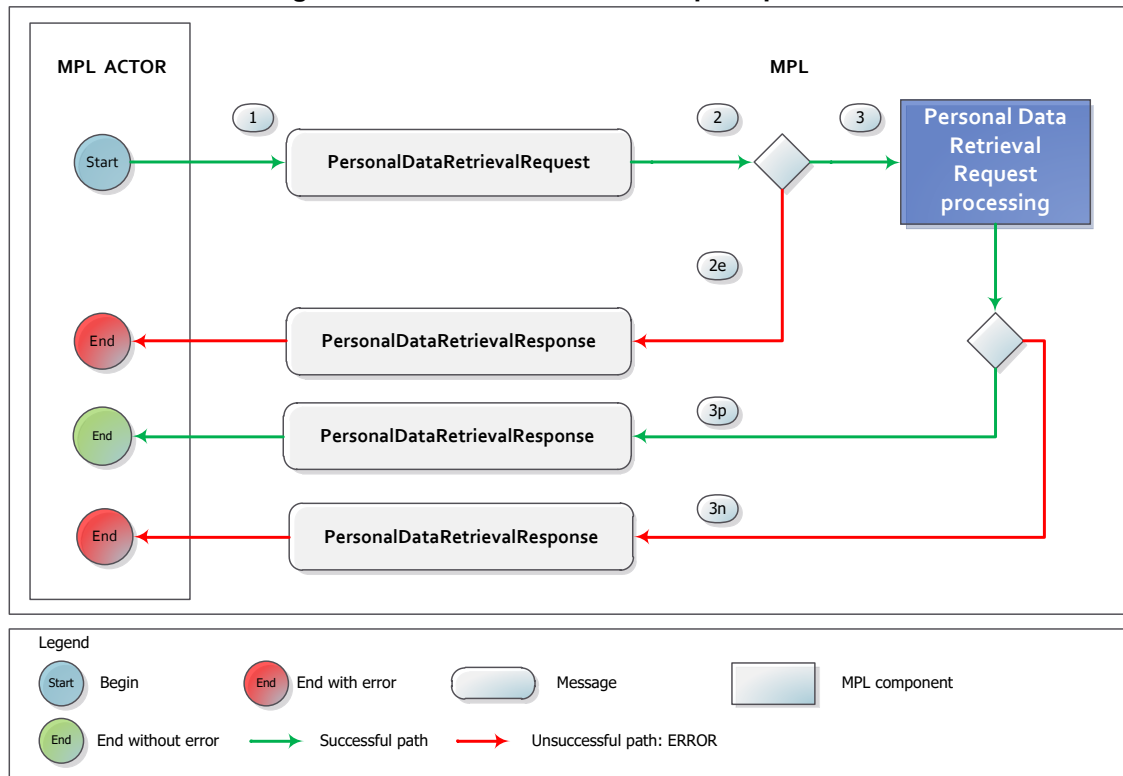 MPL ACTOR
MPL
1
2
3
Start
PersonalDataRetrievalRequest
Personal Data
Retrieval
Request
processing
2e
End
PersonalDataRetrievalResponse
3p
End
PersonalDataRetrievalResponse
3n
End
PersonalDataRetrievalResponse
Legend
Start
Begin
End
End with error
Message
MPL component
End
End without error
Successful path
Unsuccessful path: ERROR